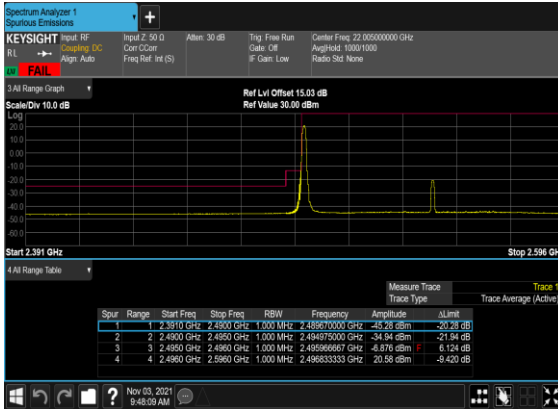 Spectrum Analyzer 1
Spurious Emissions
KEYSIGHT Input: RF Input Z: 50 Ω Atten: 30 dB Trig: Free Run Center Freq: 22.005000000 GHz
RL Coupling: DC Corr CCorr Gate: Off Avg|Hold: 1000/1000
Align: Auto Freq Ref: Int (S) IF Gain: Low Radio Std: None
FAIL
3 All Range Graph Ref Lvl Offset 15.03 dB
Scale/Div 10.0 dB Ref Value 30.00 dBm
Log
20.0
10.0
0.00
-10.0
-20.0
-30.0
-40.0
-50.0
-60.0
Start 2.391 GHz Stop 2.596 GH
4 All Range Table
Measure Trace Trace 1
Trace Type Trace Average (Active)
Spur Range Start Freq Stop Freq RBW Frequency Amplitude ΔLimit
1 1 2.3910 GHz 2.4900 GHz 1.000 MHz 2.489670000 GHz -45.28 dBm -20.28 dB
2 2 2.4900 GHz 2.4950 GHz 1.000 MHz 2.494975000 GHz -34.94 dBm -21.94 dB
3 3 2.4950 GHz 2.4960 GHz 1.000 MHz 2.495966667 GHz -6.876 dBm F 6.124 dB
4 4 2.4960 GHz 2.5960 GHz 1.000 MHz 2.496833333 GHz 20.58 dBm -9.420 dB
Nov 03, 2021
9:48:09 AM